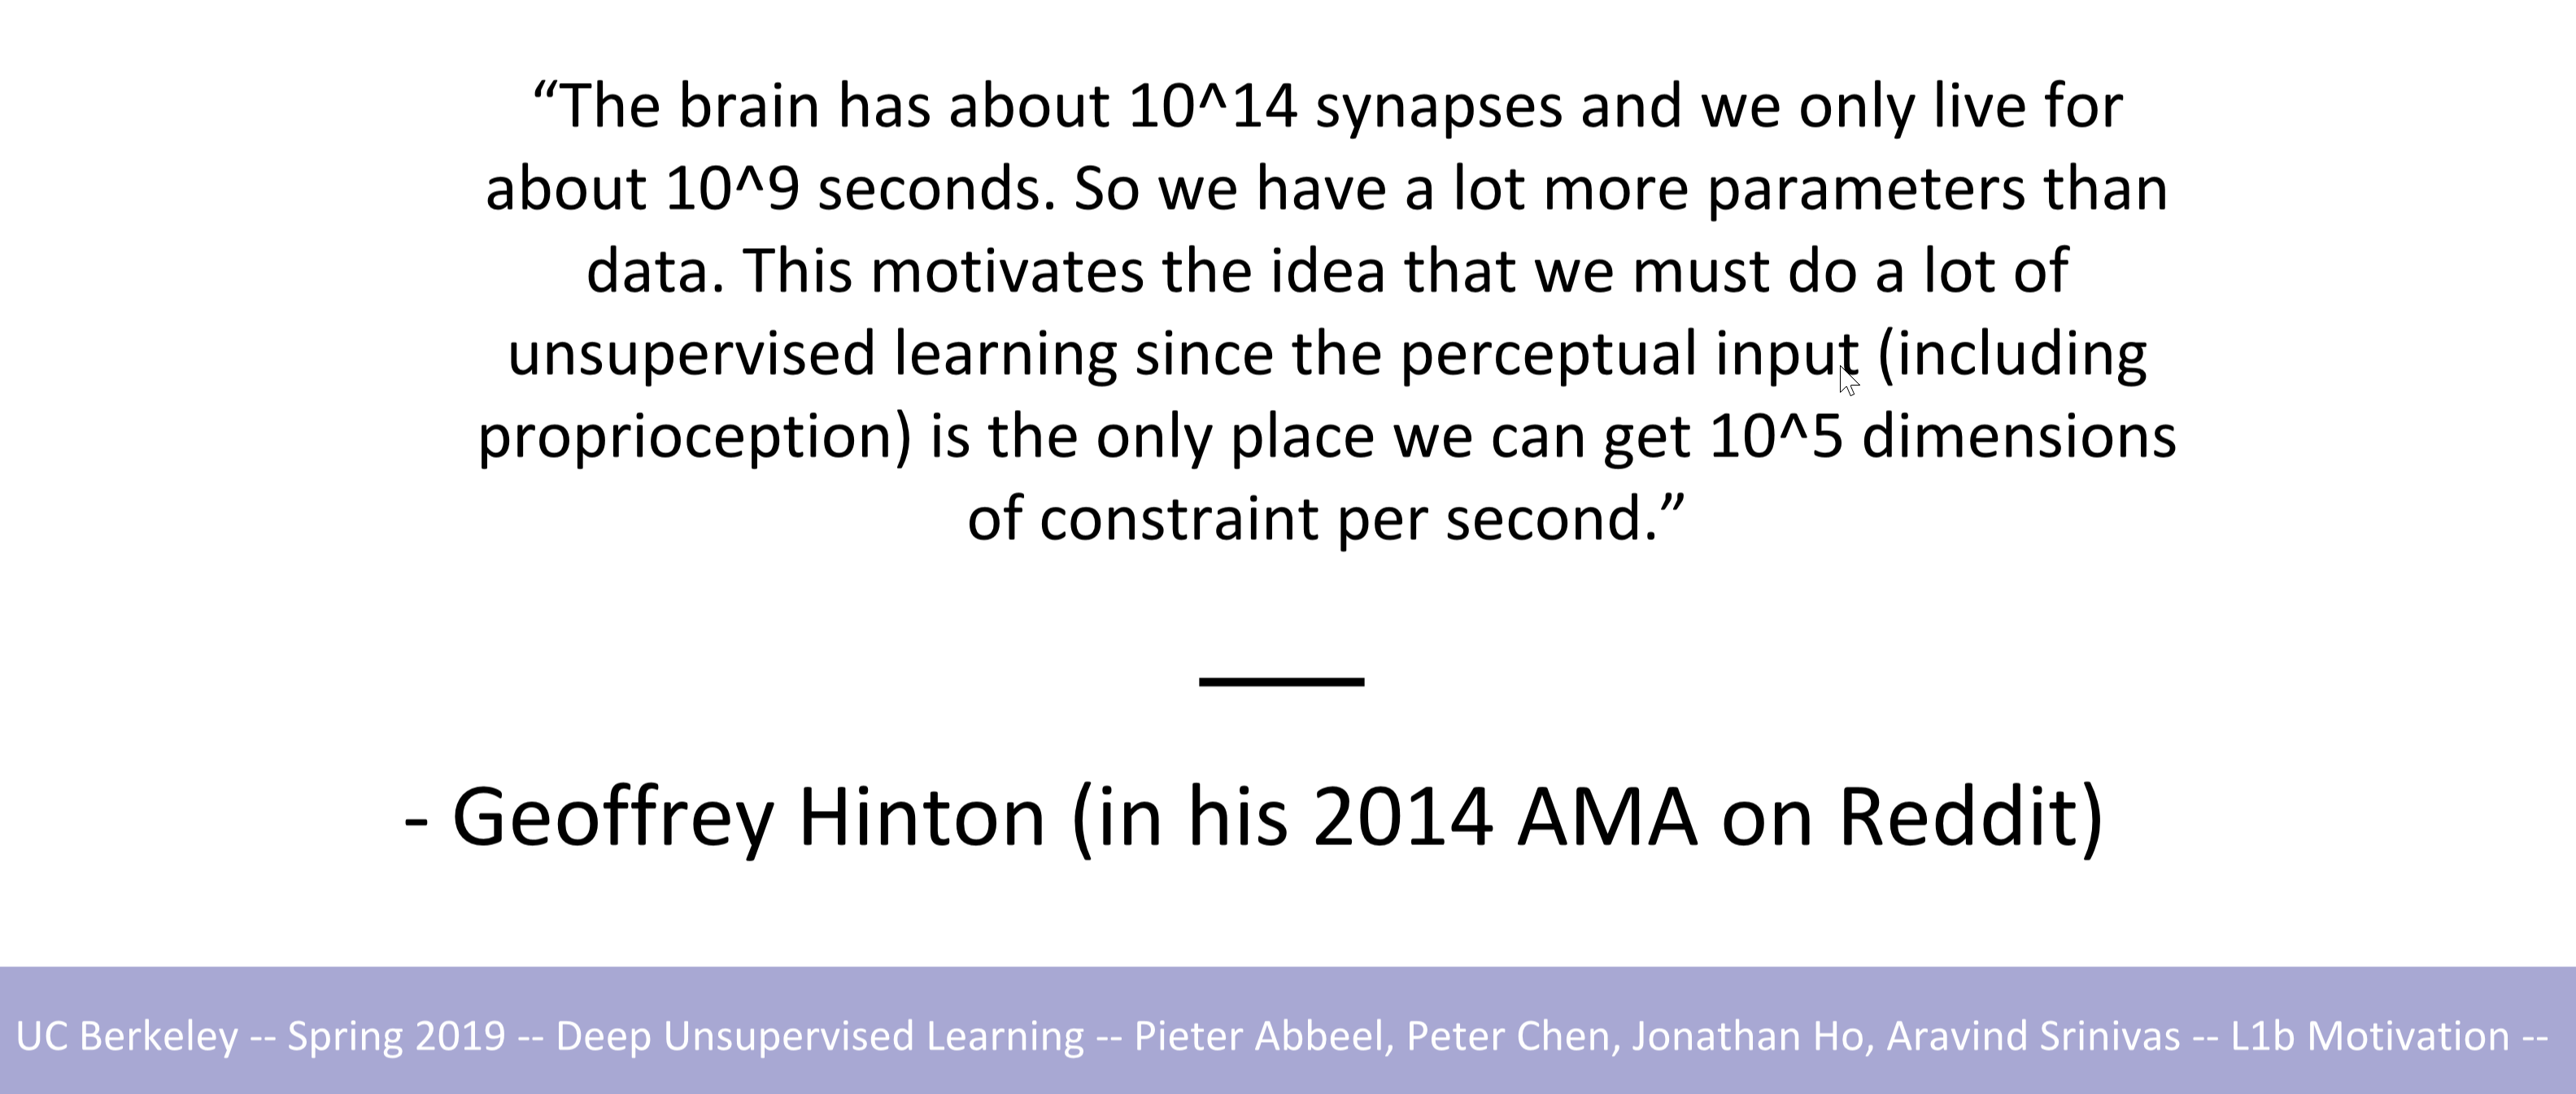 “The brain has about 10^14 synapses and we only live for
about 10^9 seconds. So we have a lot more parameters than
data. This motivates the idea that we must do a lot of
unsupervised learning since the perceptual input (including
proprioception) is the only place we can get 10^5 dimensions
of constraint per second.”
- Geoffrey Hinton (in his 2014 AMA on Reddit)
UC Berkeley -- Spring 2019 -- Deep Unsupervised Learning -- Pieter Abbeel, Peter Chen, Jonathan Ho, Aravind Srinivas -- L1b Motivation --